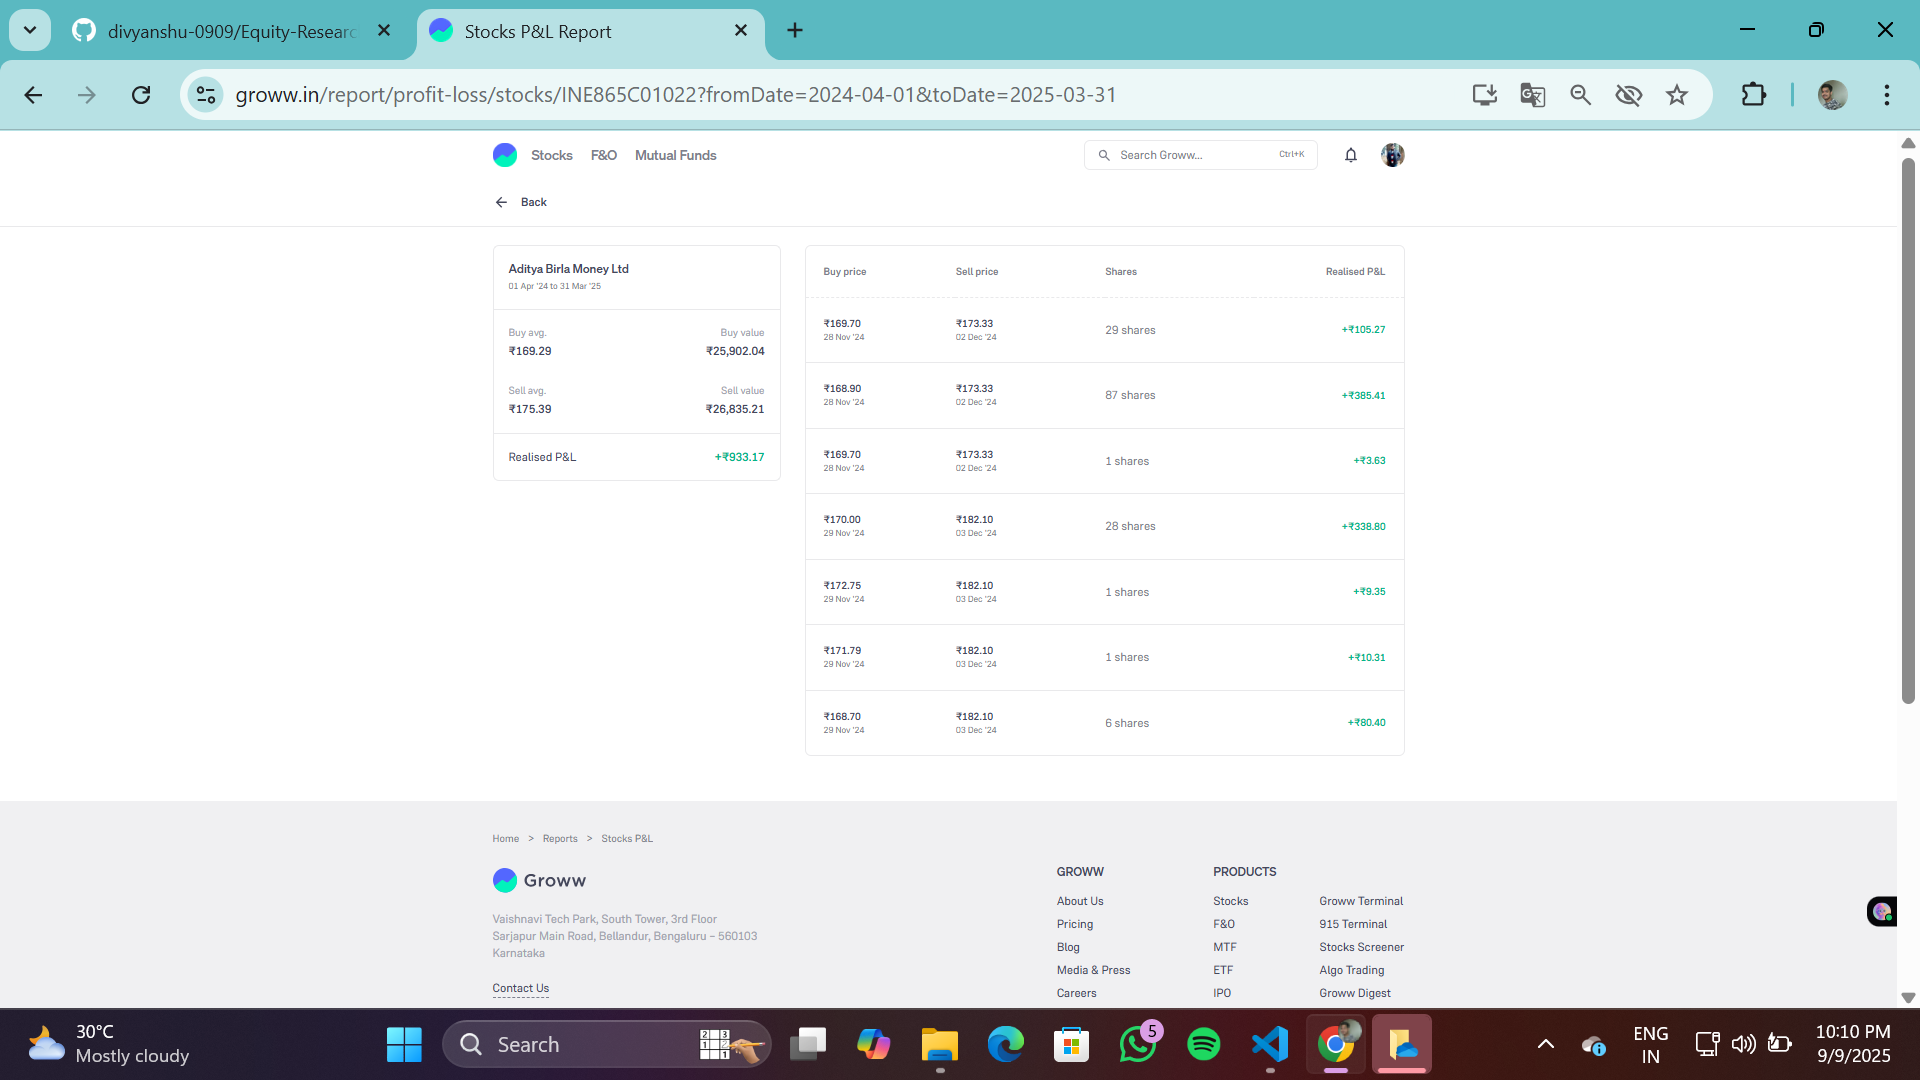 divyanshu-0909/Equity-Researc
Stocks P&L Report
groww.in/report/profit-loss/stocks/INE865C01022?fromDate=2024-04-01&toDate=2025-03-31
Stocks F&O Mutual Funds
Search Groww... Ctrl+K
Back
Aditya Birla Money Ltd
01 Apr '24 to 31 Mar '25
Buy avg. Buy value
₹169.29 ₹25,902.04
Sell avg. Sell value
₹175.39 ₹26,835.21
Realised P&L +₹933.17
Buy price Sell price Shares Realised P&L
₹169.70 ₹173.33 29 shares +₹105.27
28 Nov '24 02 Dec '24
₹168.90 ₹173.33 87 shares +₹385.41
28 Nov '24 02 Dec '24
₹169.70 ₹173.33 1 shares +₹3.63
28 Nov '24 02 Dec '24
₹170.00 ₹182.10 28 shares +₹338.80
29 Nov '24 03 Dec '24
₹172.75 ₹182.10 1 shares +₹9.35
29 Nov '24 03 Dec '24
₹171.79 ₹182.10 1 shares +₹10.31
29 Nov '24 03 Dec '24
₹168.70 ₹182.10 6 shares +₹80.40
29 Nov '24 03 Dec '24
Home > Reports > Stocks P&L
Groww
Vaishnavi Tech Park, South Tower, 3rd Floor
Sarjapur Main Road, Bellandur, Bengaluru – 560103
Karnataka
Contact Us
GROWW
About Us
Pricing
Blog
Media & Press
Careers
PRODUCTS
Stocks Groww Terminal
F&O 915 Terminal
MTF Stocks Screener
ETF Algo Trading
IPO Groww Digest
30°C
Mostly cloudy
Search
5
ENG
IN
10:10 PM
9/9/2025